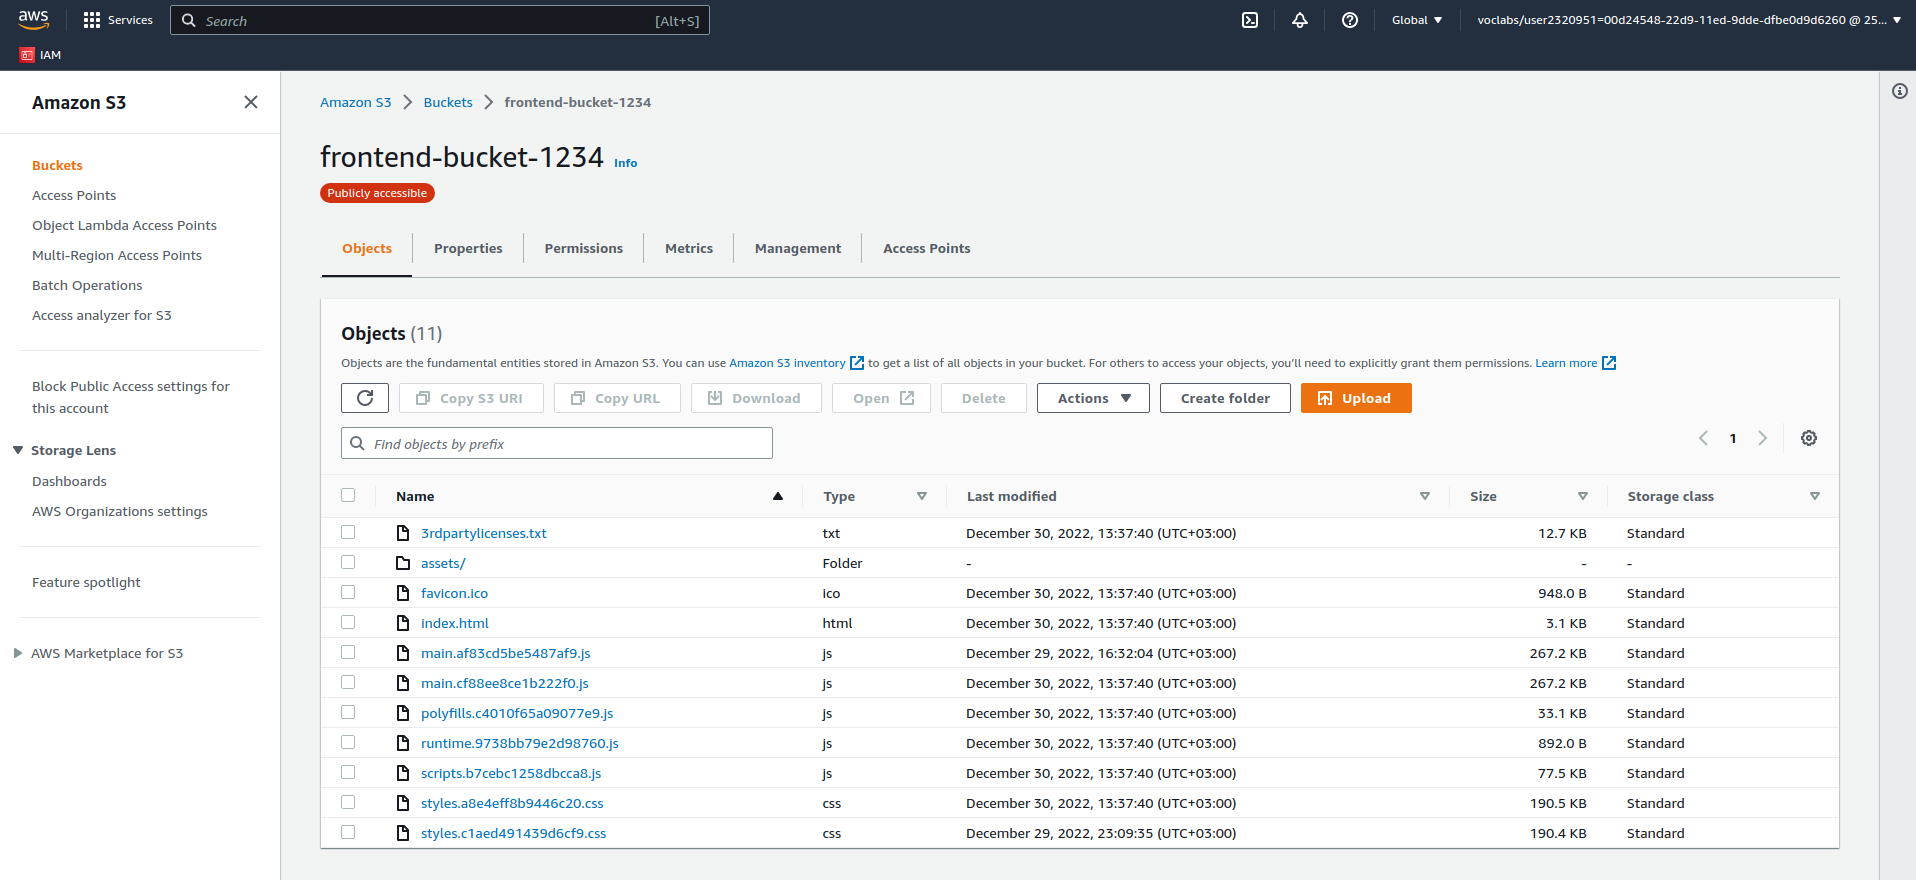 aws Services Search [Alt+S] Global voclabs/user2320951=00d24548-22d9-11ed-9dde-dfbe0d9d6260 @ 25...
IAM
Amazon S3
Buckets
Access Points
Object Lambda Access Points
Multi-Region Access Points
Batch Operations
Access analyzer for S3
Block Public Access settings for
this account
Storage Lens
Dashboards
AWS Organizations settings
Feature spotlight
AWS Marketplace for S3
Amazon S3 Buckets frontend-bucket-1234
frontend-bucket-1234 Info
Publicly accessible
Objects Properties Permissions Metrics Management Access Points
Objects (11)
Objects are the fundamental entities stored in Amazon S3. You can use Amazon S3 inventory to get a list of all objects in your bucket. For others to access your objects, you'll need to explicitly grant them permissions. Learn more
Copy S3 URI Copy URL Download Open Delete Actions Create folder Upload
Find objects by prefix 1
Name Type Last modified Size Storage class
3rdpartylicenses.txt txt December 30, 2022, 13:37:40 (UTC+03:00) 12.7 KB Standard
assets/ Folder - - -
favicon.ico ico December 30, 2022, 13:37:40 (UTC+03:00) 948.0 B Standard
index.html html December 30, 2022, 13:37:40 (UTC+03:00) 3.1 KB Standard
main.af83cd5be5487af9.js js December 29, 2022, 16:32:04 (UTC+03:00) 267.2 KB Standard
main.cf88ee8ce1b222f0.js js December 30, 2022, 13:37:40 (UTC+03:00) 267.2 KB Standard
polyfills.c4010f65a09077e9.js js December 30, 2022, 13:37:40 (UTC+03:00) 33.1 KB Standard
runtime.9738bb79e2d98760.js js December 30, 2022, 13:37:40 (UTC+03:00) 892.0 B Standard
scripts.b7cebc1258dbcca8.js js December 30, 2022, 13:37:40 (UTC+03:00) 77.5 KB Standard
styles.a8e4eff8b9446c20.css css December 30, 2022, 13:37:40 (UTC+03:00) 190.5 KB Standard
styles.c1aed491439d6cf9.css css December 29, 2022, 23:09:35 (UTC+03:00) 190.4 KB Standard